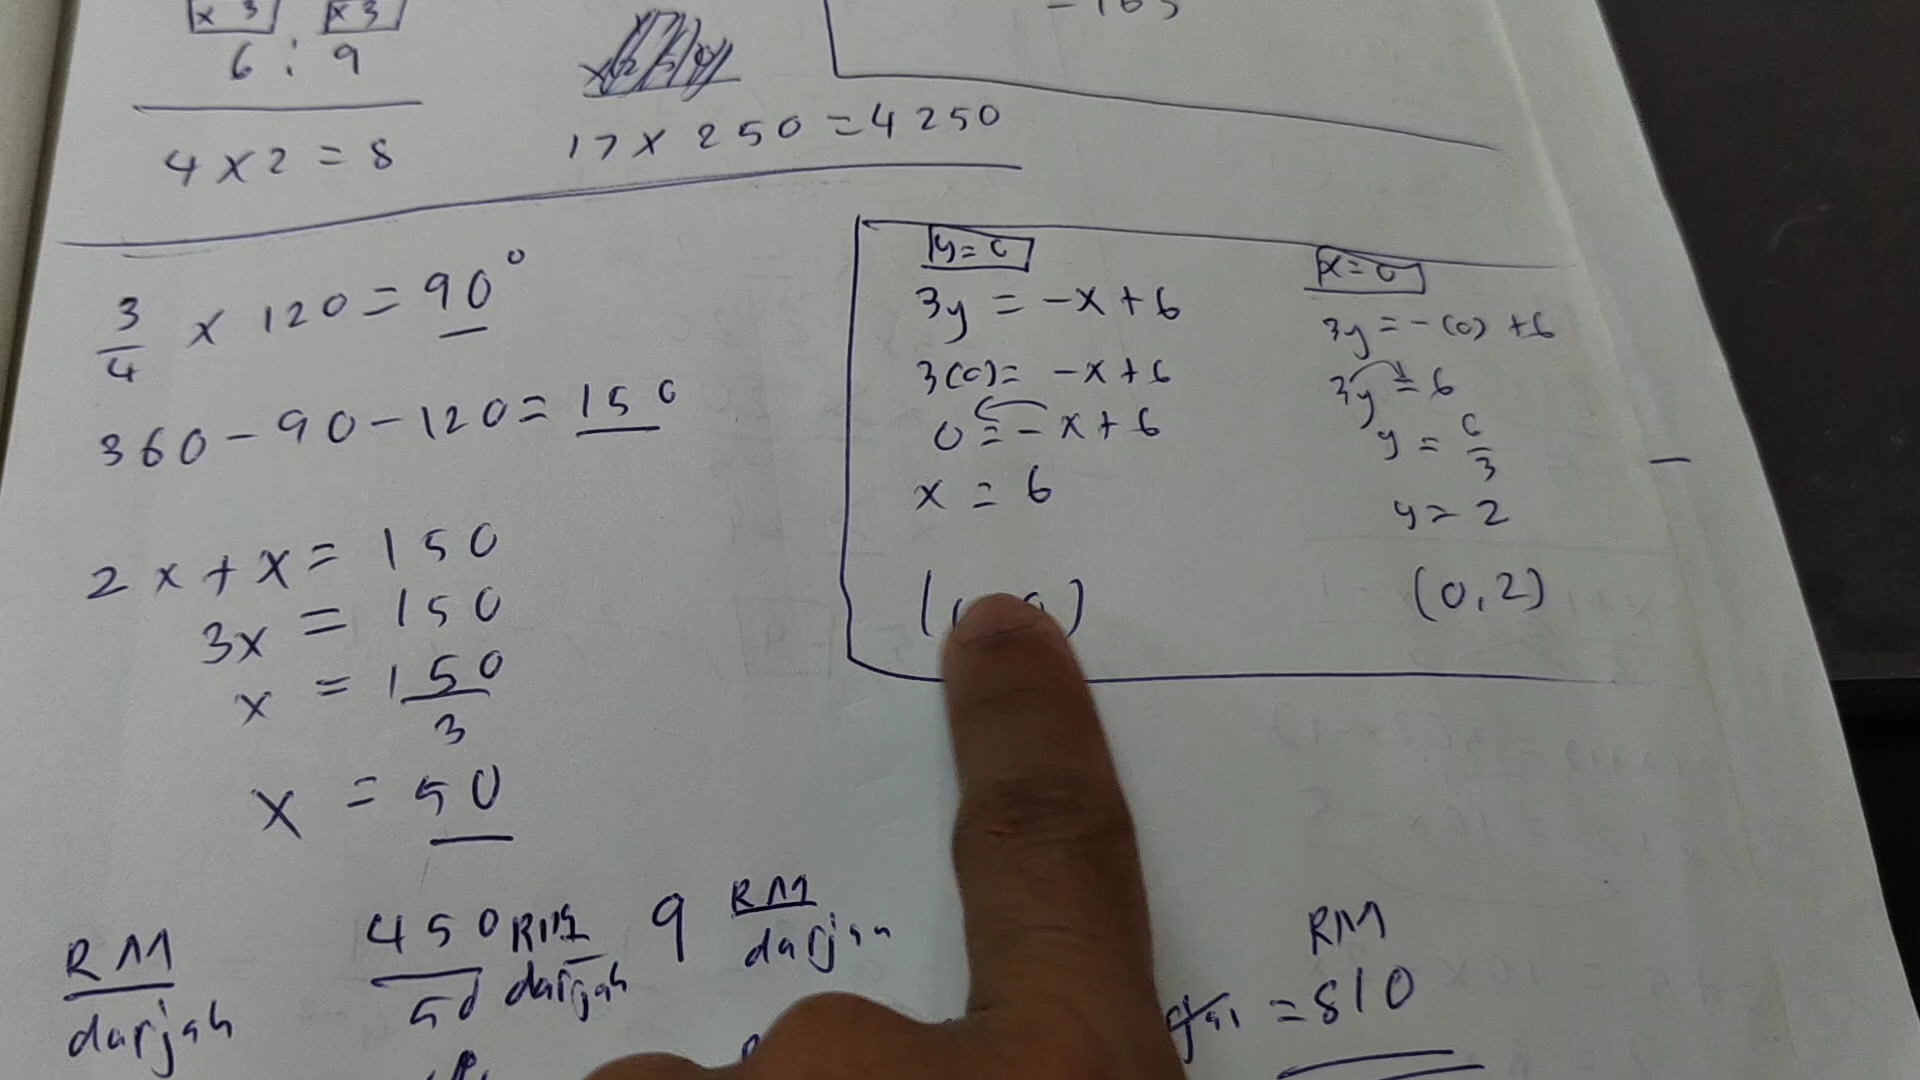 x 3 x 3
6 : 9
4 x 2 = 8
17 x 250 = 4250
3/4 x 120 = 90°
360 - 90 - 120 = 150
2x + x = 150
3x = 150
x = 150/3
x = 50
y = 0
3y = -x + 6
3(0) = -x + 6
0 = -x + 6
x = 6
x = 0
3y = -(0) + 6
3y = 6
y = 6/3
y = 2
(0,2)
RM/darjah
450 RM/50 darjah
9 RM/darjah
RM
= 810